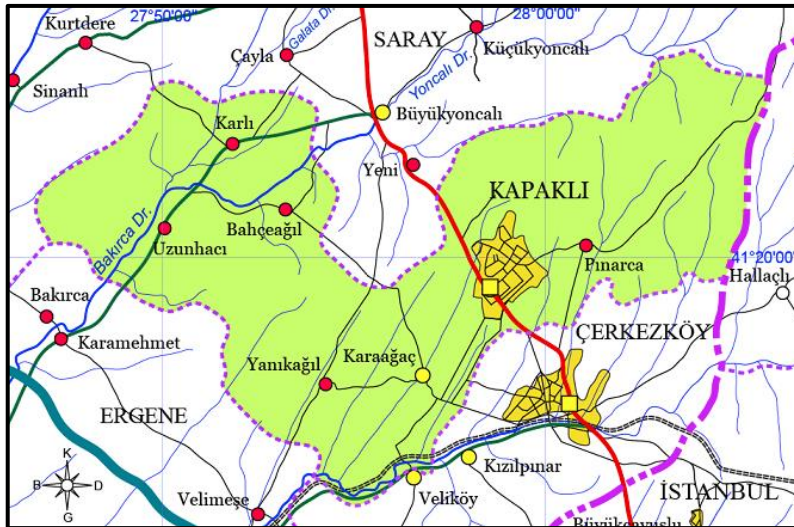 27°50'00"
28°00'00"
Kurtdere
Galata Dr.
SARAY
Çayla
Küçükyoncalı
Sinanlı
Yoncalı Dr.
Büyükyoncalı
Karlı
Yeni
KAPAKLI
Bakırca Dr.
Bahçeağıl
Uzunhacı
Pınarca
41°20'00"
Hallaçlı
Bakırca
Karamehmet
ÇERKEZKÖY
Yanıkağıl
Karaağaç
ERGENE
K
B
D
G
Kızılpınar
Velimeşe
Veliköy
İSTANBUL